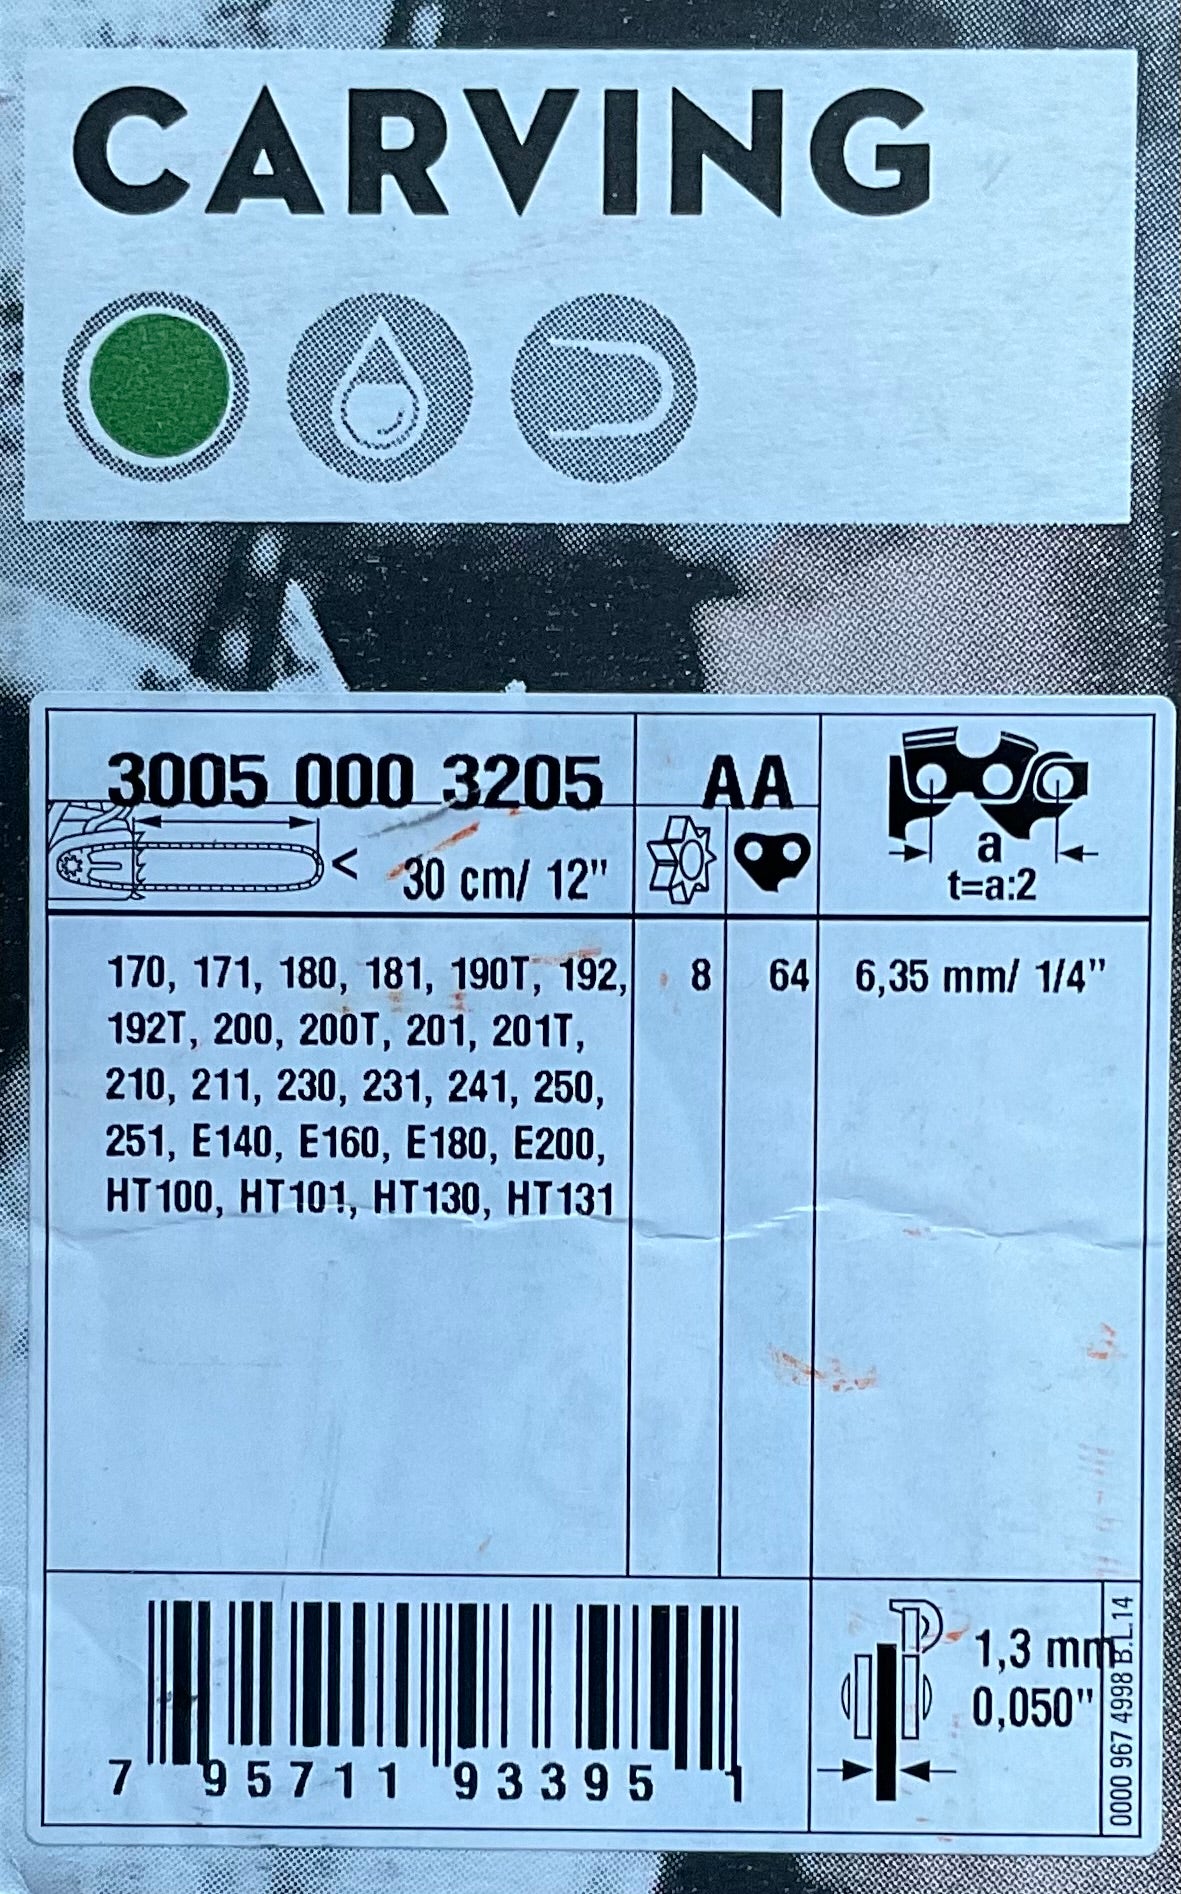 CARVING
3005 000 3205
AA
a
t=a:2
< 30 cm/ 12"
170, 171, 180, 181, 190T, 192,
192T, 200, 200T, 201, 201T,
210, 211, 230, 231, 241, 250,
251, E140, E160, E180, E200,
HT100, HT101, HT130, HT131
8
64
6,35 mm/ 1/4"
1,3 mm
0,050"
0000 967 4998 B.L.14
7 95711 93395 1